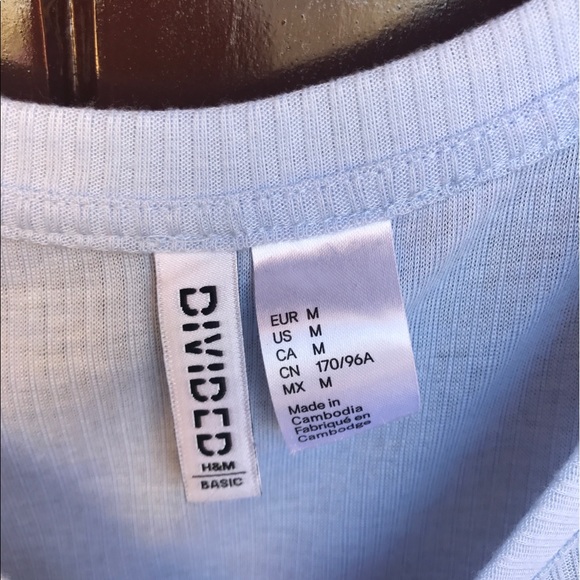 DIVIDED
H&M
BASIC
EUR M
US M
CA M
CN 170/96A
MX M
Made in
Cambodia
Fabriqué en
Cambodge